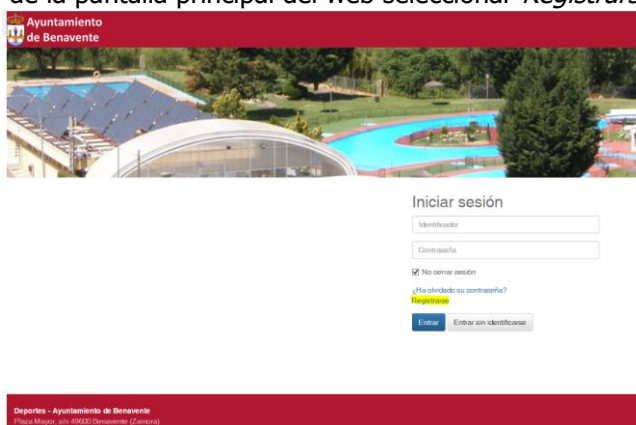 de la pantalla principal del web seleccionar "Registrars
Ayuntamiento
de Benavente
Iniciar sesión
Identificador
Contraseña
No cerrar sesión
¿Ha olvidado su contraseña?
Registrarse
Entrar Entrar sin identificarse
Deportes - Ayuntamiento de Benavente
Plaza Mayor, s/n 49600 Benavente (Zamora)